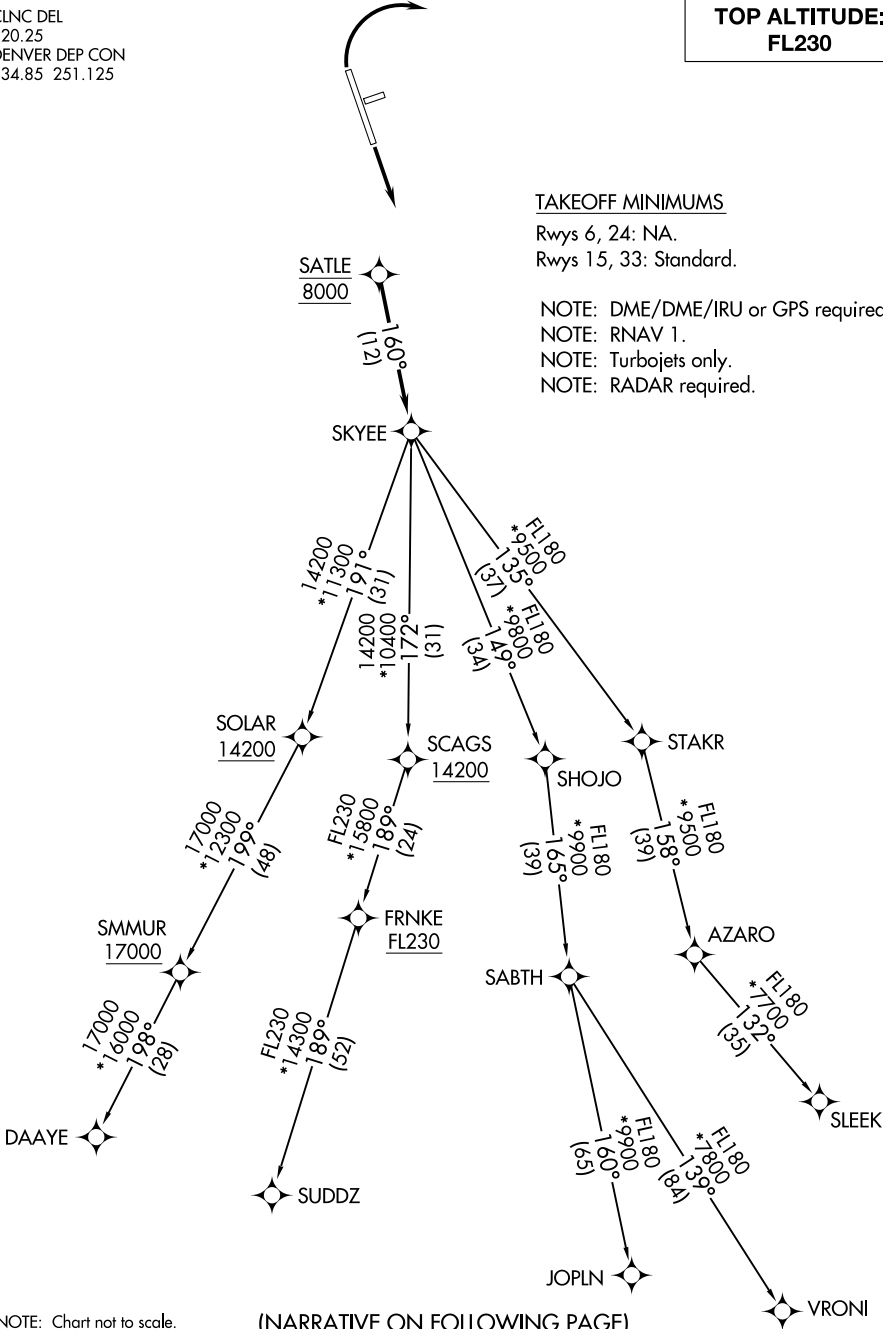 CLNC DEL
20.25
DENVER DEP CON
34.85 251.125
TOP ALTITUDE:
FL230
TAKEOFF MINIMUMS
Rwys 6, 24: NA.
Rwys 15, 33: Standard.
NOTE: DME/DME/IRU or GPS required
NOTE: RNAV 1.
NOTE: Turbojets only.
NOTE: RADAR required.
SATLE
8000
160°
(12)
SKYEE
14200
*11300
191°
(31)
14200
*10400
172°
(31)
FL180
*9800
149°
(34)
FL180
*9500
135°
(37)
SOLAR
14200
SCAGS
14200
SHOJO
STAKR
17000
*12300
199°
(48)
FL230
*15800
189°
(24)
FL180
*9900
165°
(39)
FL180
*9500
158°
(39)
SMMUR
17000
FRNKE
FL230
SABTH
AZARO
17000
*16000
198°
(28)
FL230
*14300
189°
(52)
FL180
*9900
160°
(65)
FL180
*7800
139°
(84)
FL180
*7700
132°
(35)
DAAYE
SUDDZ
JOPLN
VRONI
SLEEK
NOTE: Chart not to scale.
(NARRATIVE ON FOLLOWING PAGE)